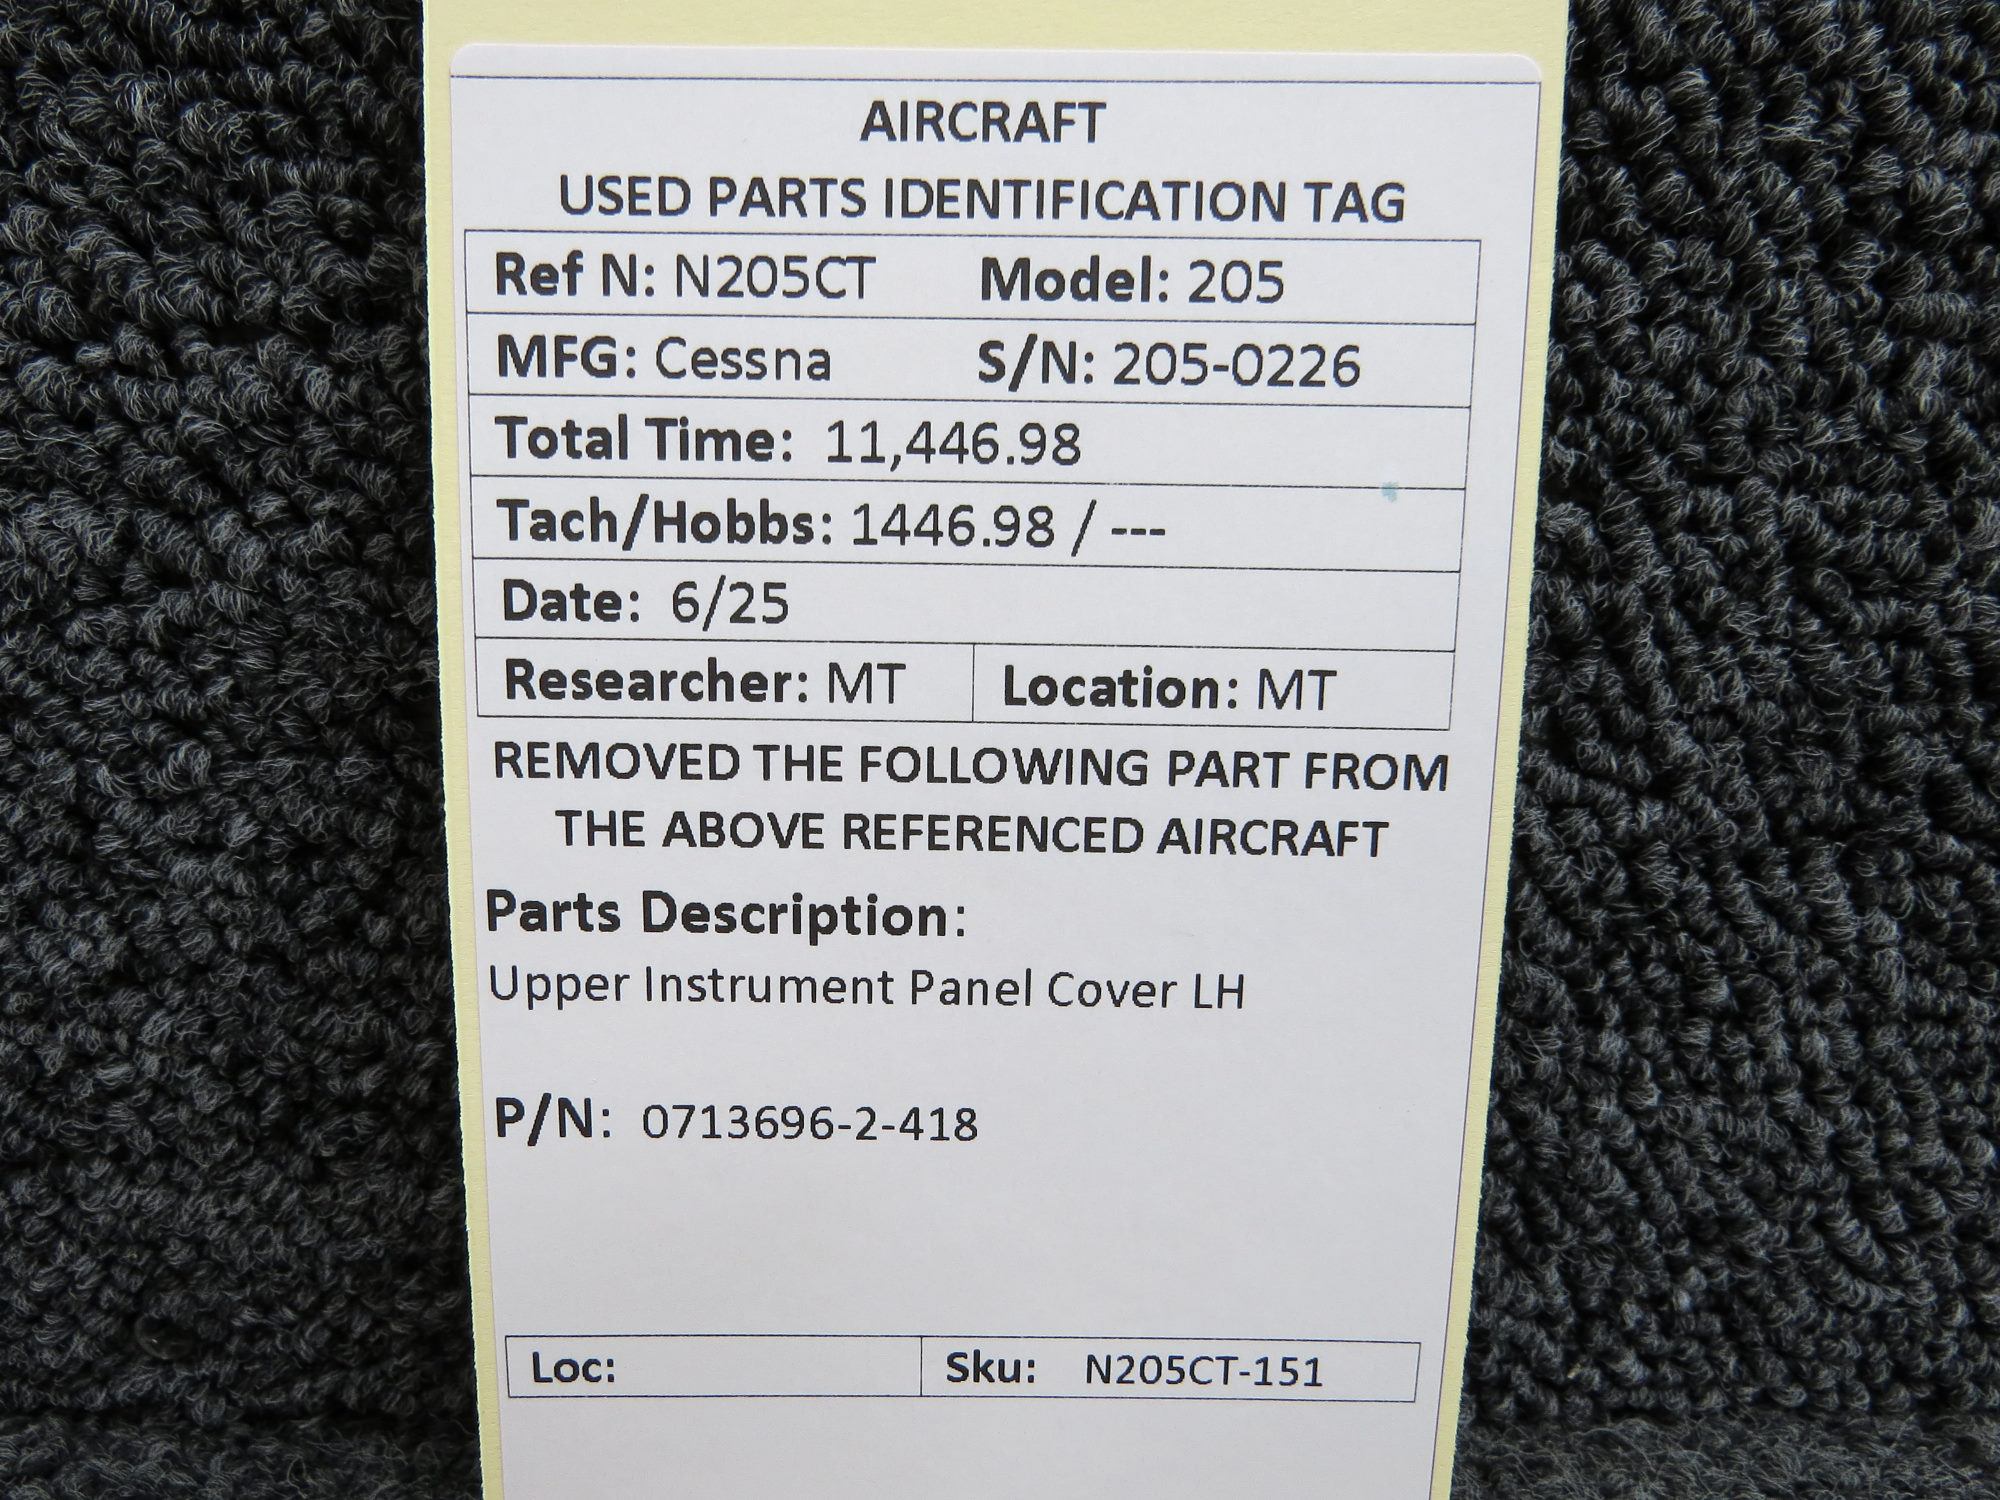 AIRCRAFT
USED PARTS IDENTIFICATION TAG
Ref N: N205CT Model: 205
MFG: Cessna S/N: 205-0226
Total Time: 11,446.98
Tach/Hobbs: 1446.98 / ---
Date: 6/25
Researcher: MT Location: MT
REMOVED THE FOLLOWING PART FROM
THE ABOVE REFERENCED AIRCRAFT
Parts Description:
Upper Instrument Panel Cover LH
P/N: 0713696-2-418
Loc: Sku: N205CT-151